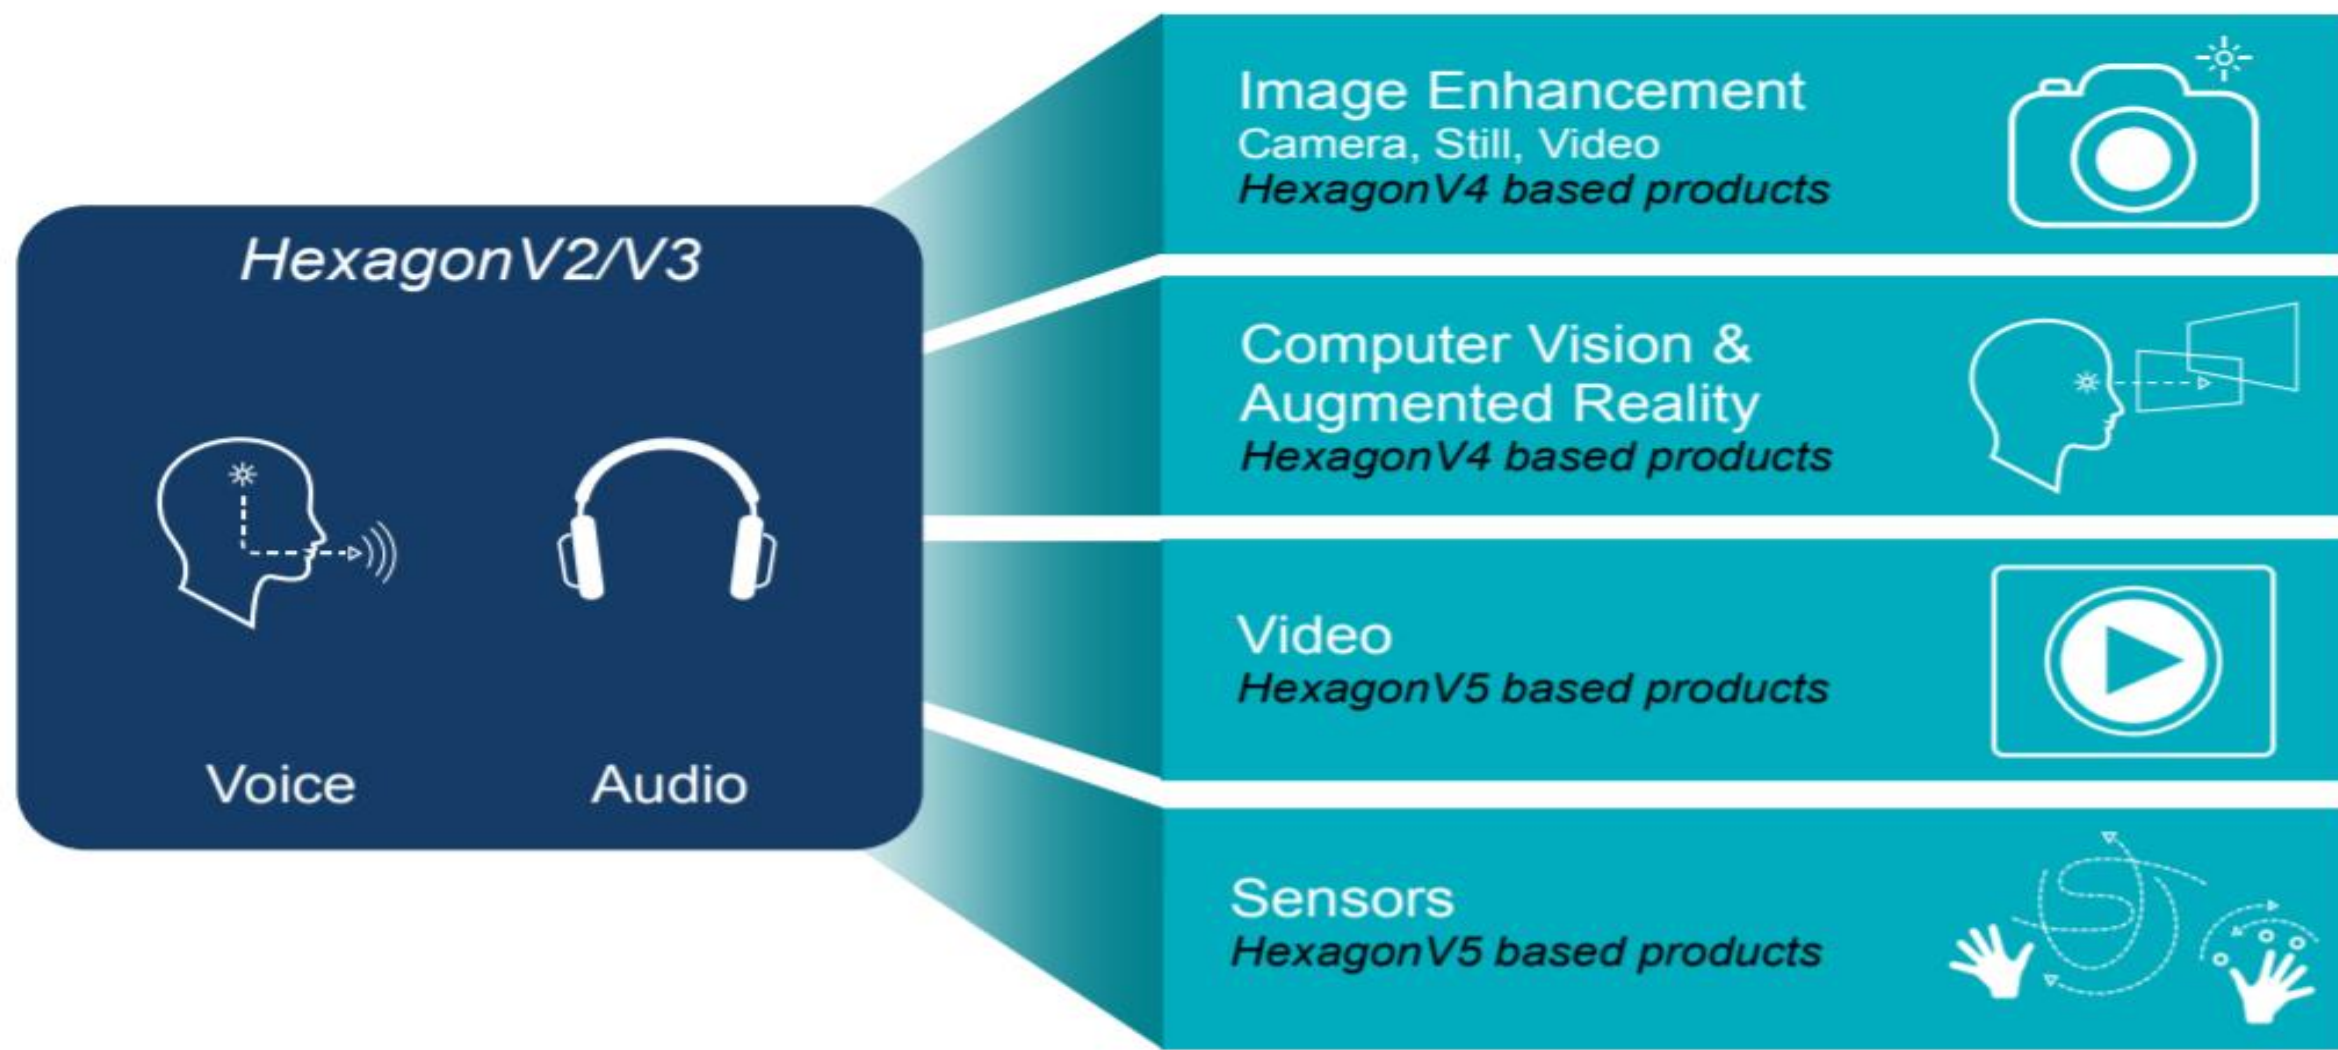 HexagonV2/V3
Voice
Audio
Image Enhancement
Camera, Still, Video
HexagonV4 based products
Computer Vision &
Augmented Reality
HexagonV4 based products
Video
HexagonV5 based products
Sensors
HexagonV5 based products